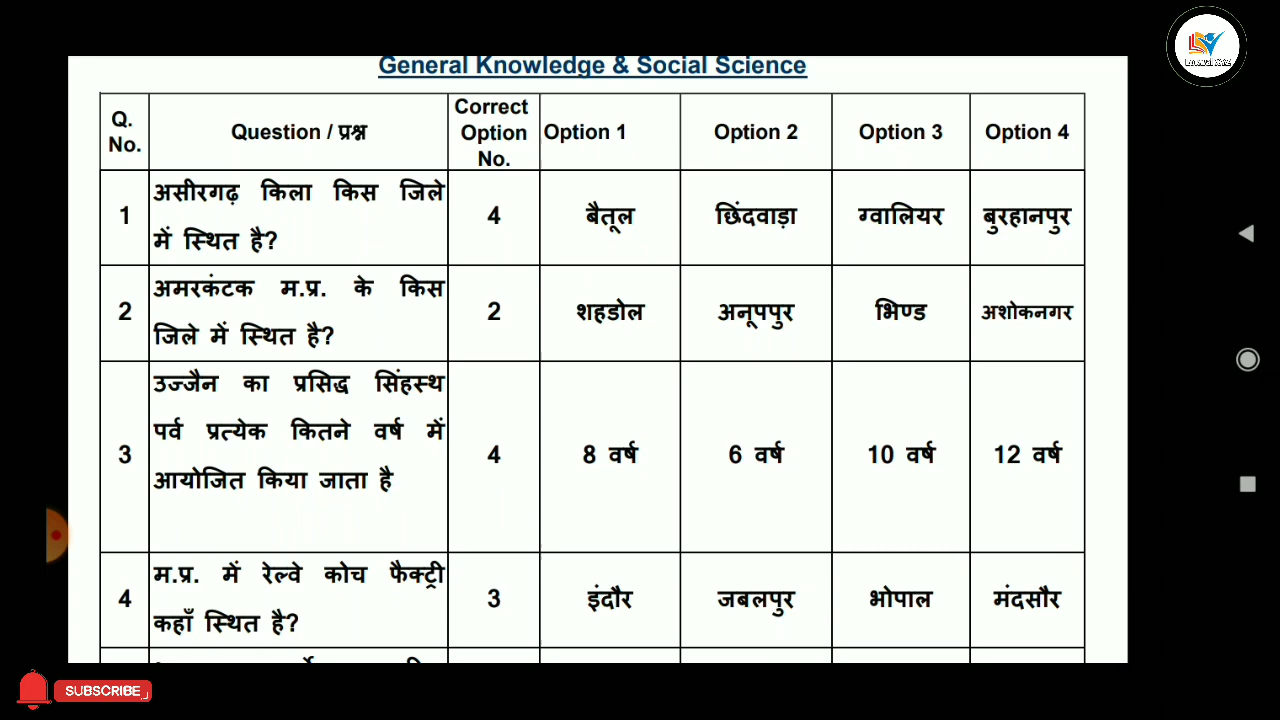 General Knowledge & Social Science
Q. No.
Question / प्रश्न
Correct Option No.
Option 1
Option 2
Option 3
Option 4
1
असीरगढ़ किला किस जिले
में स्थित है?
4
बैतूल
छिंदवाड़ा
ग्वालियर
बुरहानपुर
2
अमरकंटक म.प्र. के किस
जिले में स्थित है?
2
शहडोल
अनूपपुर
भिण्ड
अशोकनगर
3
उज्जैन का प्रसिद्ध सिंहस्थ
पर्व प्रत्येक कितने वर्ष में
आयोजित किया जाता है
4
8 वर्ष
6 वर्ष
10 वर्ष
12 वर्ष
4
म.प्र. में रेल्वे कोच फैक्ट्री
कहाँ स्थित है?
3
इंदौर
जबलपुर
भोपाल
मंदसौर
SUBSCRIBE